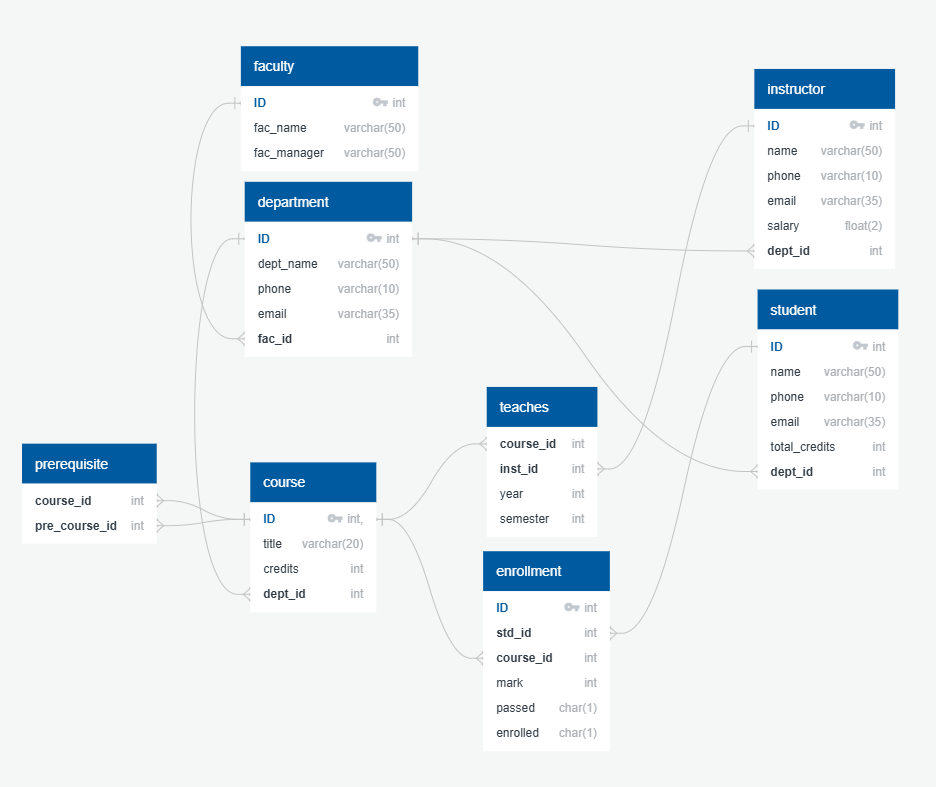 faculty
ID int
fac_name varchar(50)
fac_manager varchar(50)
department
ID int
dept_name varchar(50)
phone varchar(10)
email varchar(35)
fac_id int
instructor
ID int
name varchar(50)
phone varchar(10)
email varchar(35)
salary float(2)
dept_id int
student
ID int
name varchar(50)
phone varchar(10)
email varchar(35)
total_credits int
dept_id int
teaches
course_id int
inst_id int
year int
semester int
prerequisite
course_id int
pre_course_id int
course
ID int,
title varchar(20)
credits int
dept_id int
enrollment
ID int
std_id int
course_id int
mark int
passed char(1)
enrolled char(1)